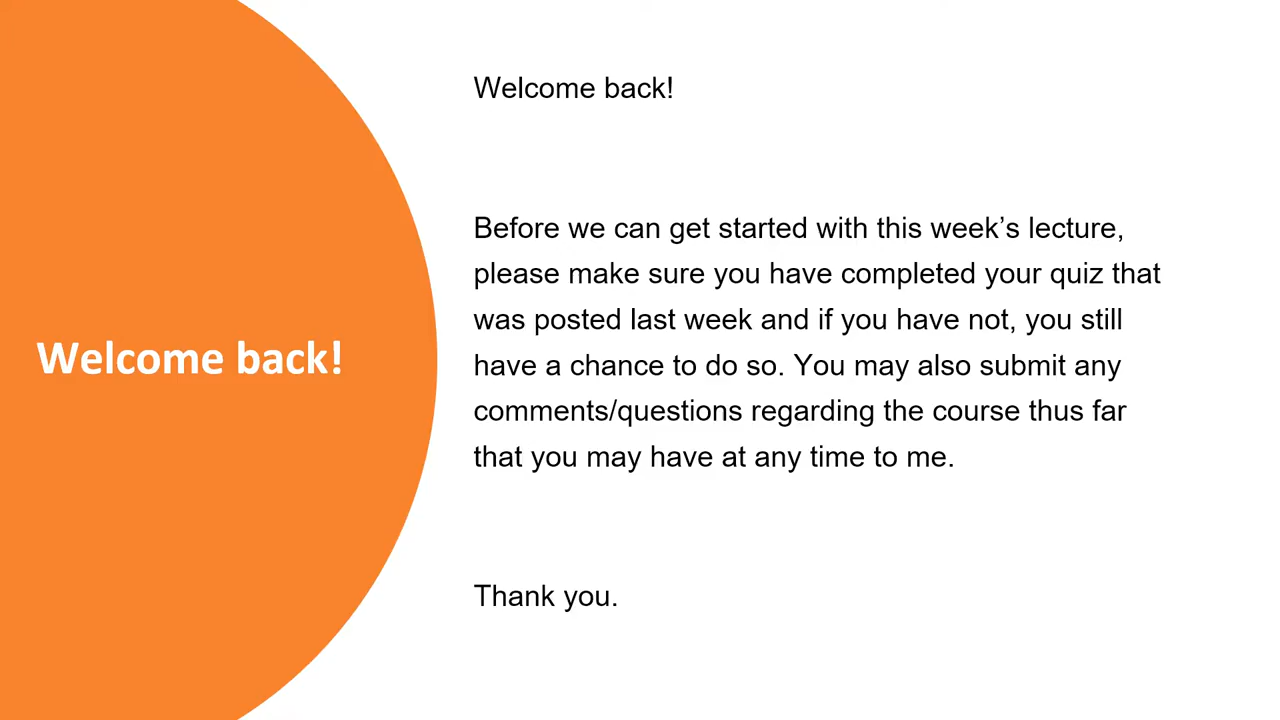 Welcome back!
Welcome back!
Before we can get started with this week’s lecture,
please make sure you have completed your quiz that
was posted last week and if you have not, you still
have a chance to do so. You may also submit any
comments/questions regarding the course thus far
that you may have at any time to me.
Thank you.